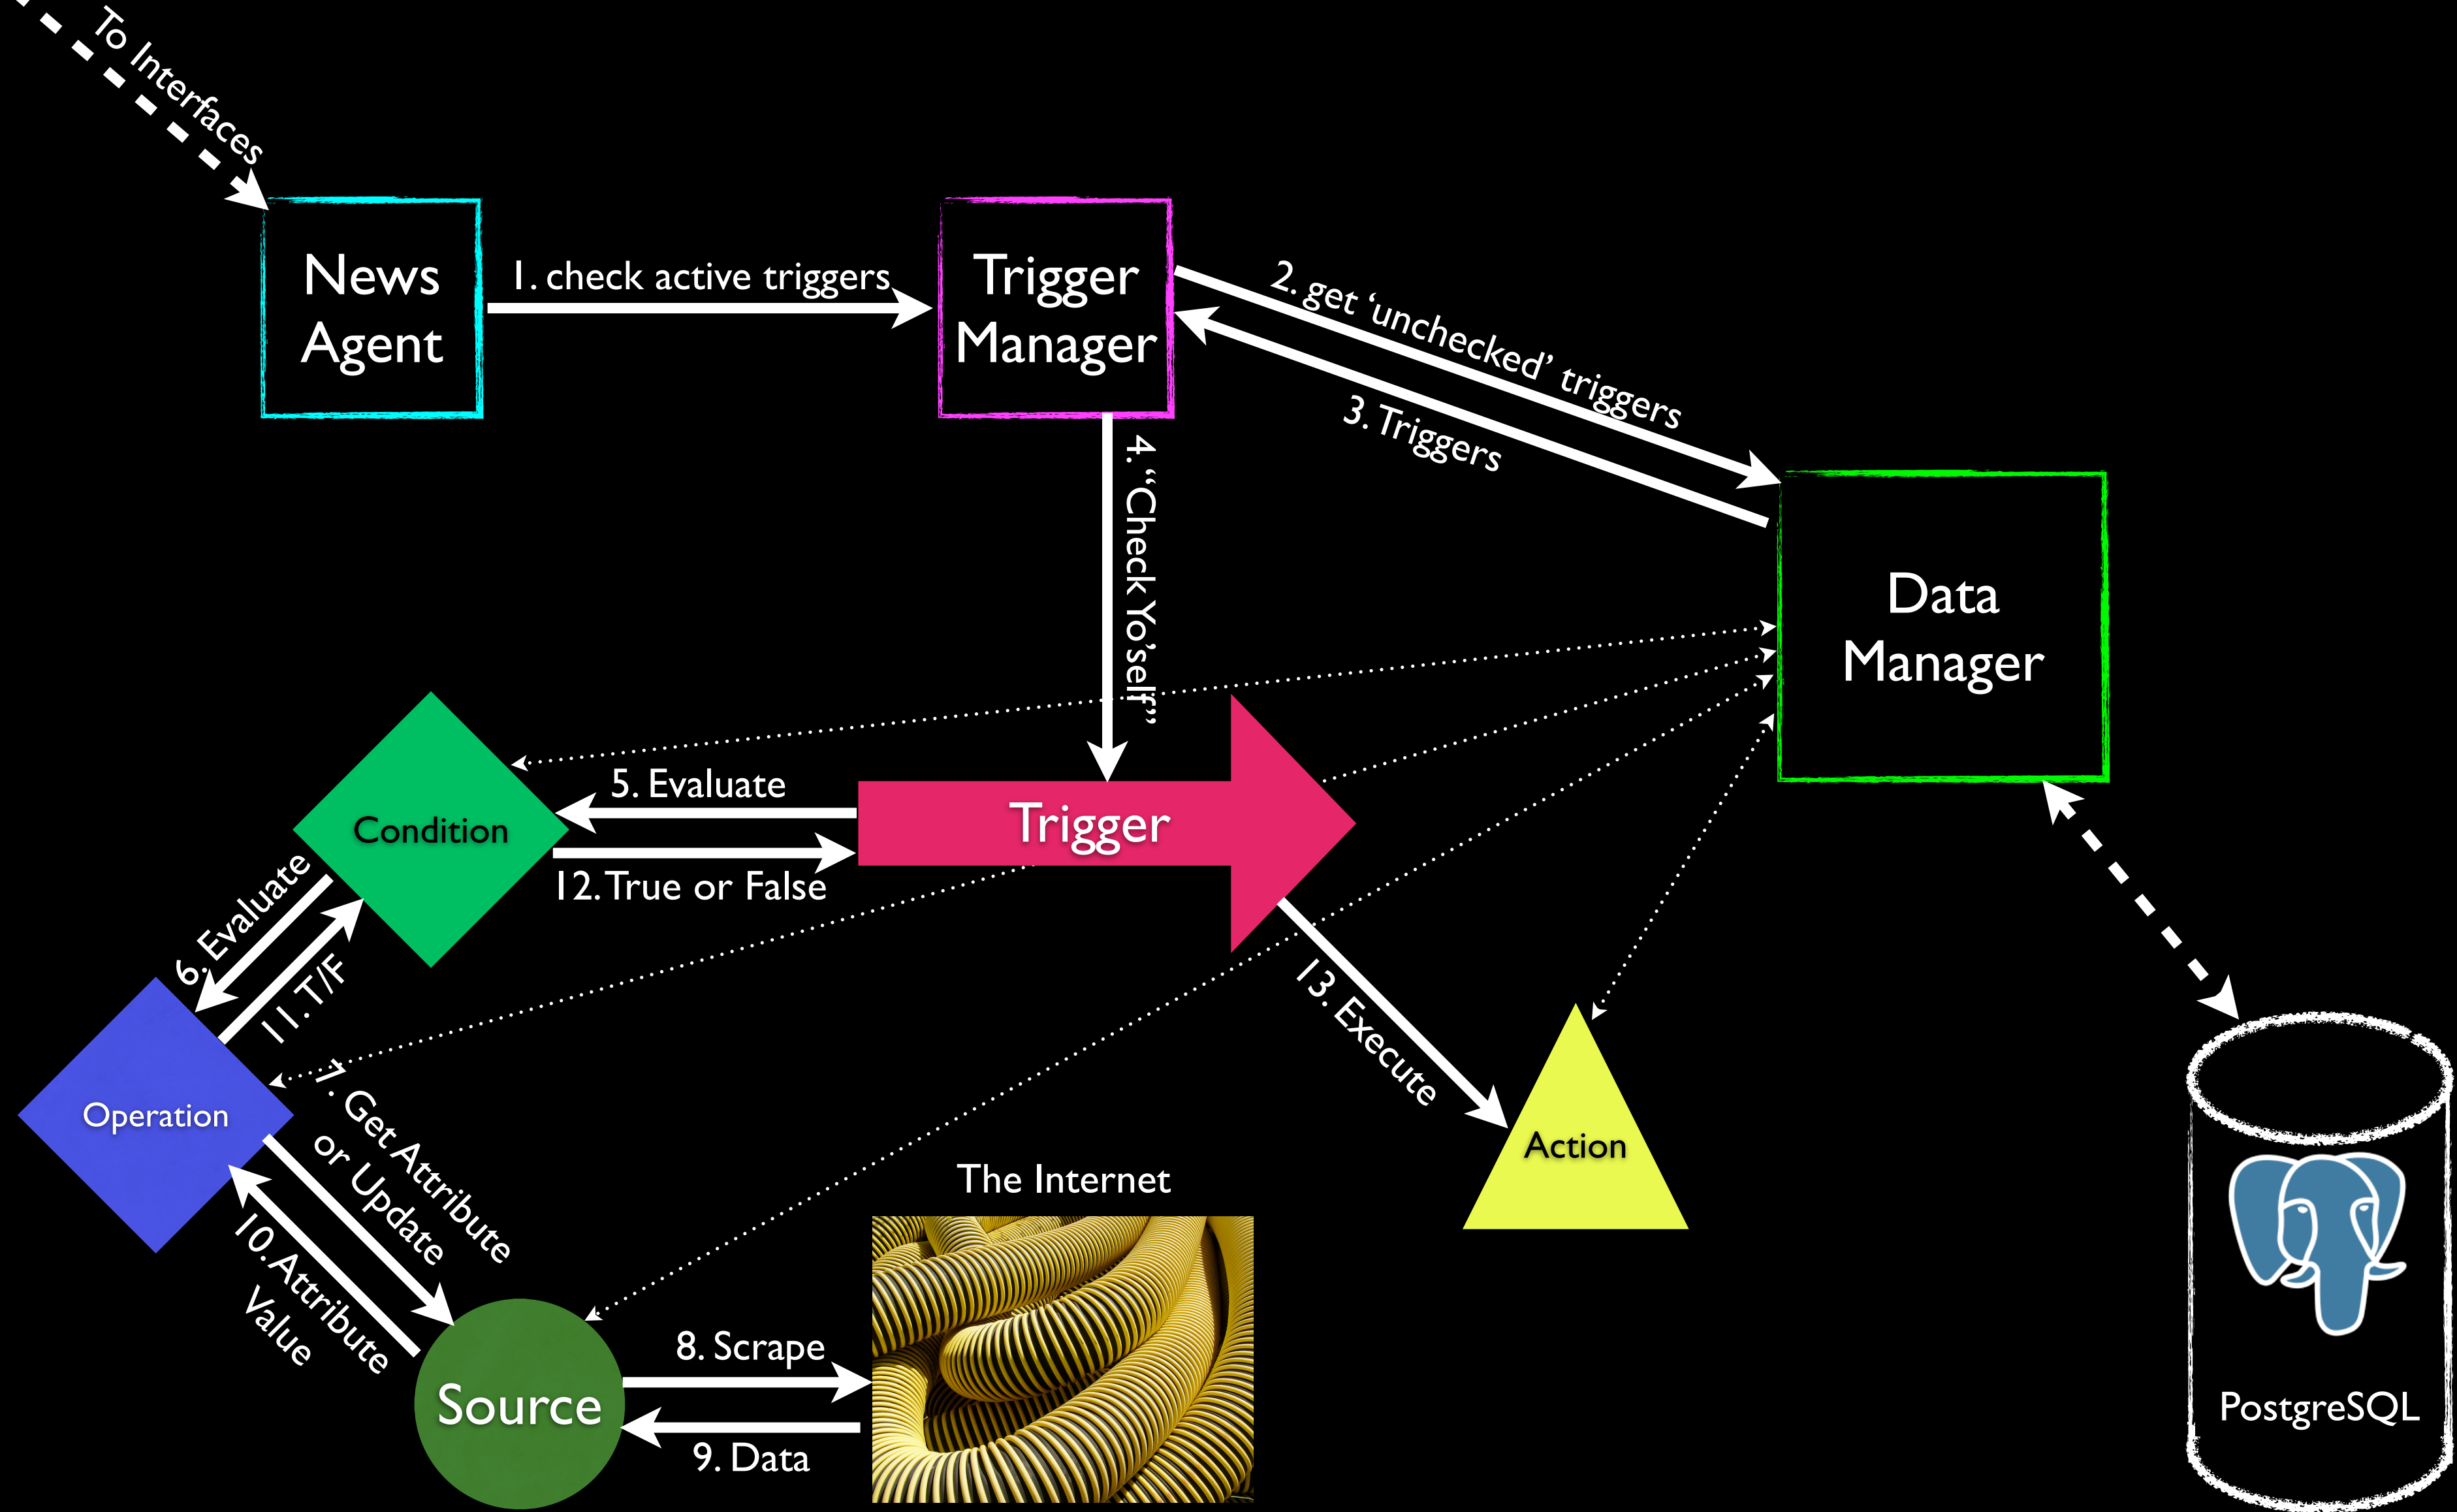 To Interfaces
News
Agent
1. check active triggers
Trigger
Manager
2. get ‘unchecked’ triggers
3. Triggers
4. “Check Yo’self”
Data
Manager
Condition
5. Evaluate
12. True or False
Trigger
6. Evaluate
11. T/F
13. Execute
Operation
7. Get Attribute
or Update
10. Attribute
Value
Action
The Internet
Source
8. Scrape
9. Data
PostgreSQL